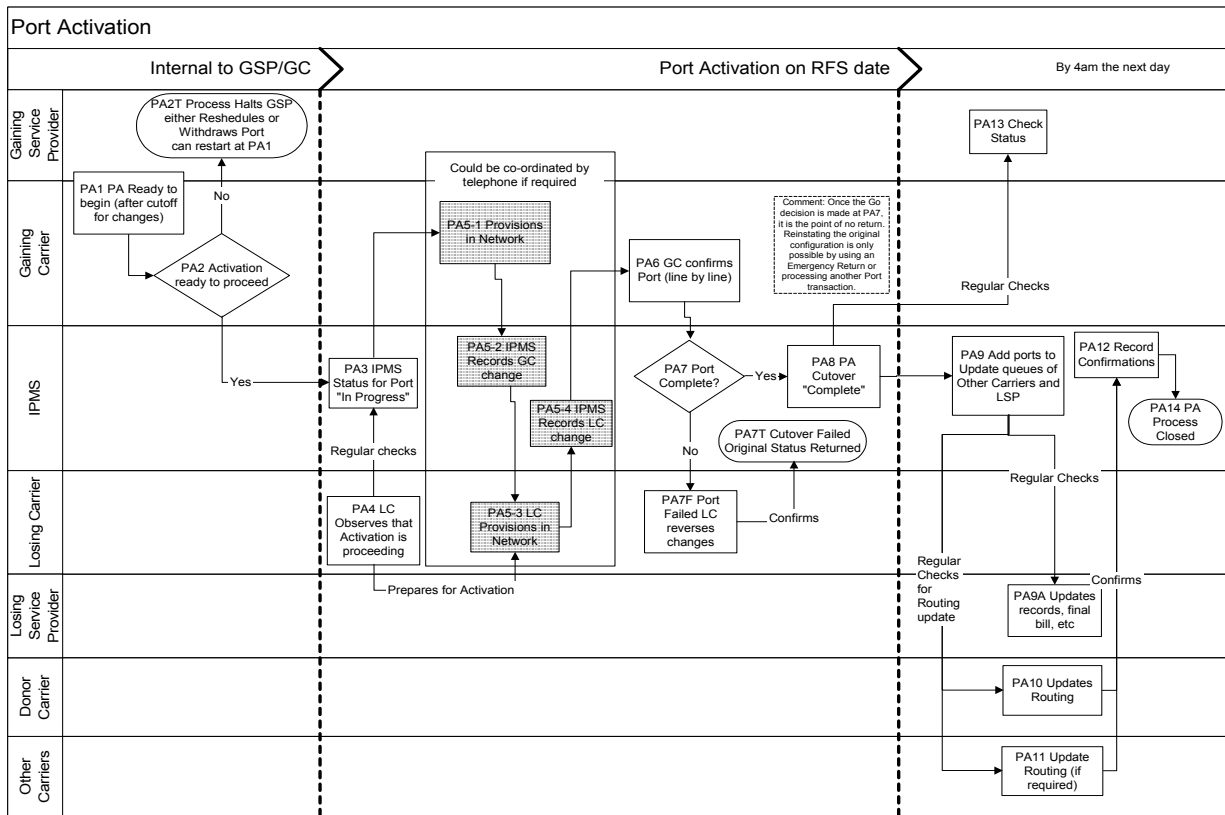 Port Activation
Internal to GSP/GC
Port Activation on RFS date
By 4am the next day
Gaining
Service
Provider
PA2T Process Halts GSP
either Reshedules or
Withdraws Port
can restart at PA1
PA13 Check
Status
Could be co-ordinated by
telephone if required
Gaining
Carrier
PA1 PA Ready to
begin (after cutoff
for changes)
No
PA2 Activation
ready to proceed
PA5-1 Provisions
in Network
PA6 GC confirms
Port (line by line)
Comment: Once the Go
decision is made at PA7,
it is the point of no return.
Reinstating the original
configuration is only
possible by using an
Emergency Return or
processing another Port
transaction.
Regular Checks
IPMS
Yes
PA3 IPMS
Status for Port
"In Progress"
PA5-2 IPMS
Records GC
change
PA5-4 IPMS
Records LC
change
PA7 Port
Complete?
Yes
PA8 PA
Cutover
"Complete"
PA9 Add ports to
Update queues of
Other Carriers and
LSP
PA12 Record
Confirmations
PA14 PA
Process
Closed
Regular checks
No
PA7T Cutover Failed
Original Status Returned
Regular Checks
Losing Carrier
PA4 LC
Observes that
Activation is
proceeding
PA5-3 LC
Provisions in
Network
PA7F Port
Failed LC
reverses
changes
Confirms
Prepares for Activation
Regular
Checks
for
Routing
update
Confirms
Losing
Service
Provider
PA9A Updates
records, final
bill, etc
Donor
Carrier
PA10 Updates
Routing
Other
Carriers
PA11 Update
Routing (if
required)